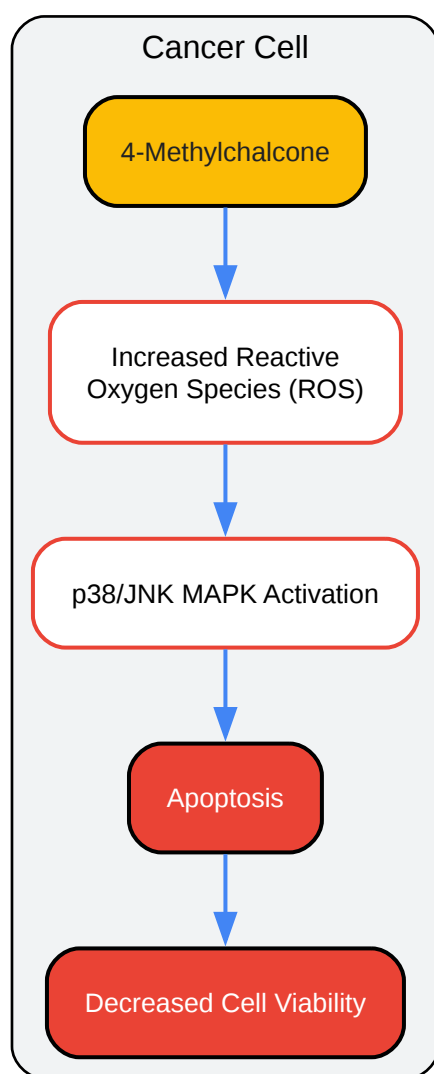 Cancer Cell
4-Methylchalcone
Increased Reactive
Oxygen Species (ROS)
p38/JNK MAPK Activation
Apoptosis
Decreased Cell Viability